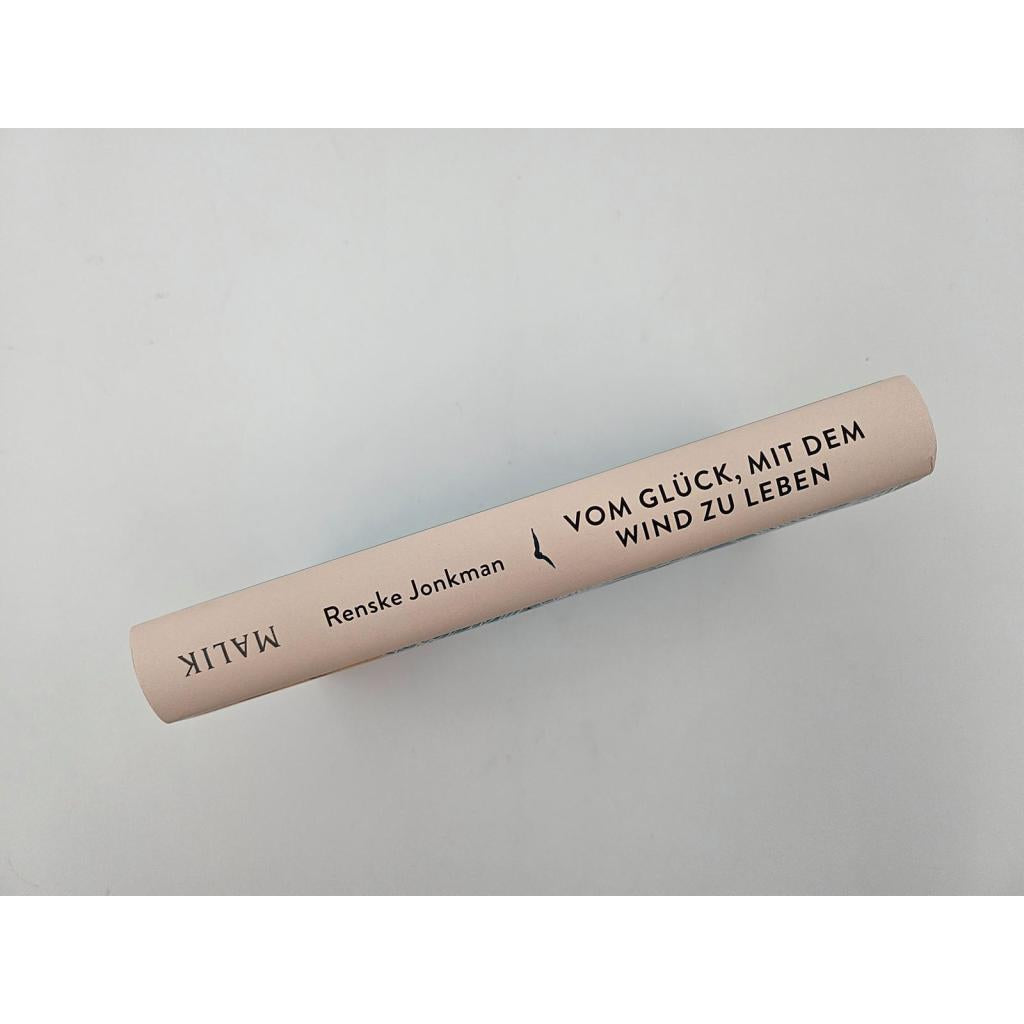 MALIK
Renske Jonkman
VOM GLÜCK, MIT DEM
WIND ZU LEBEN